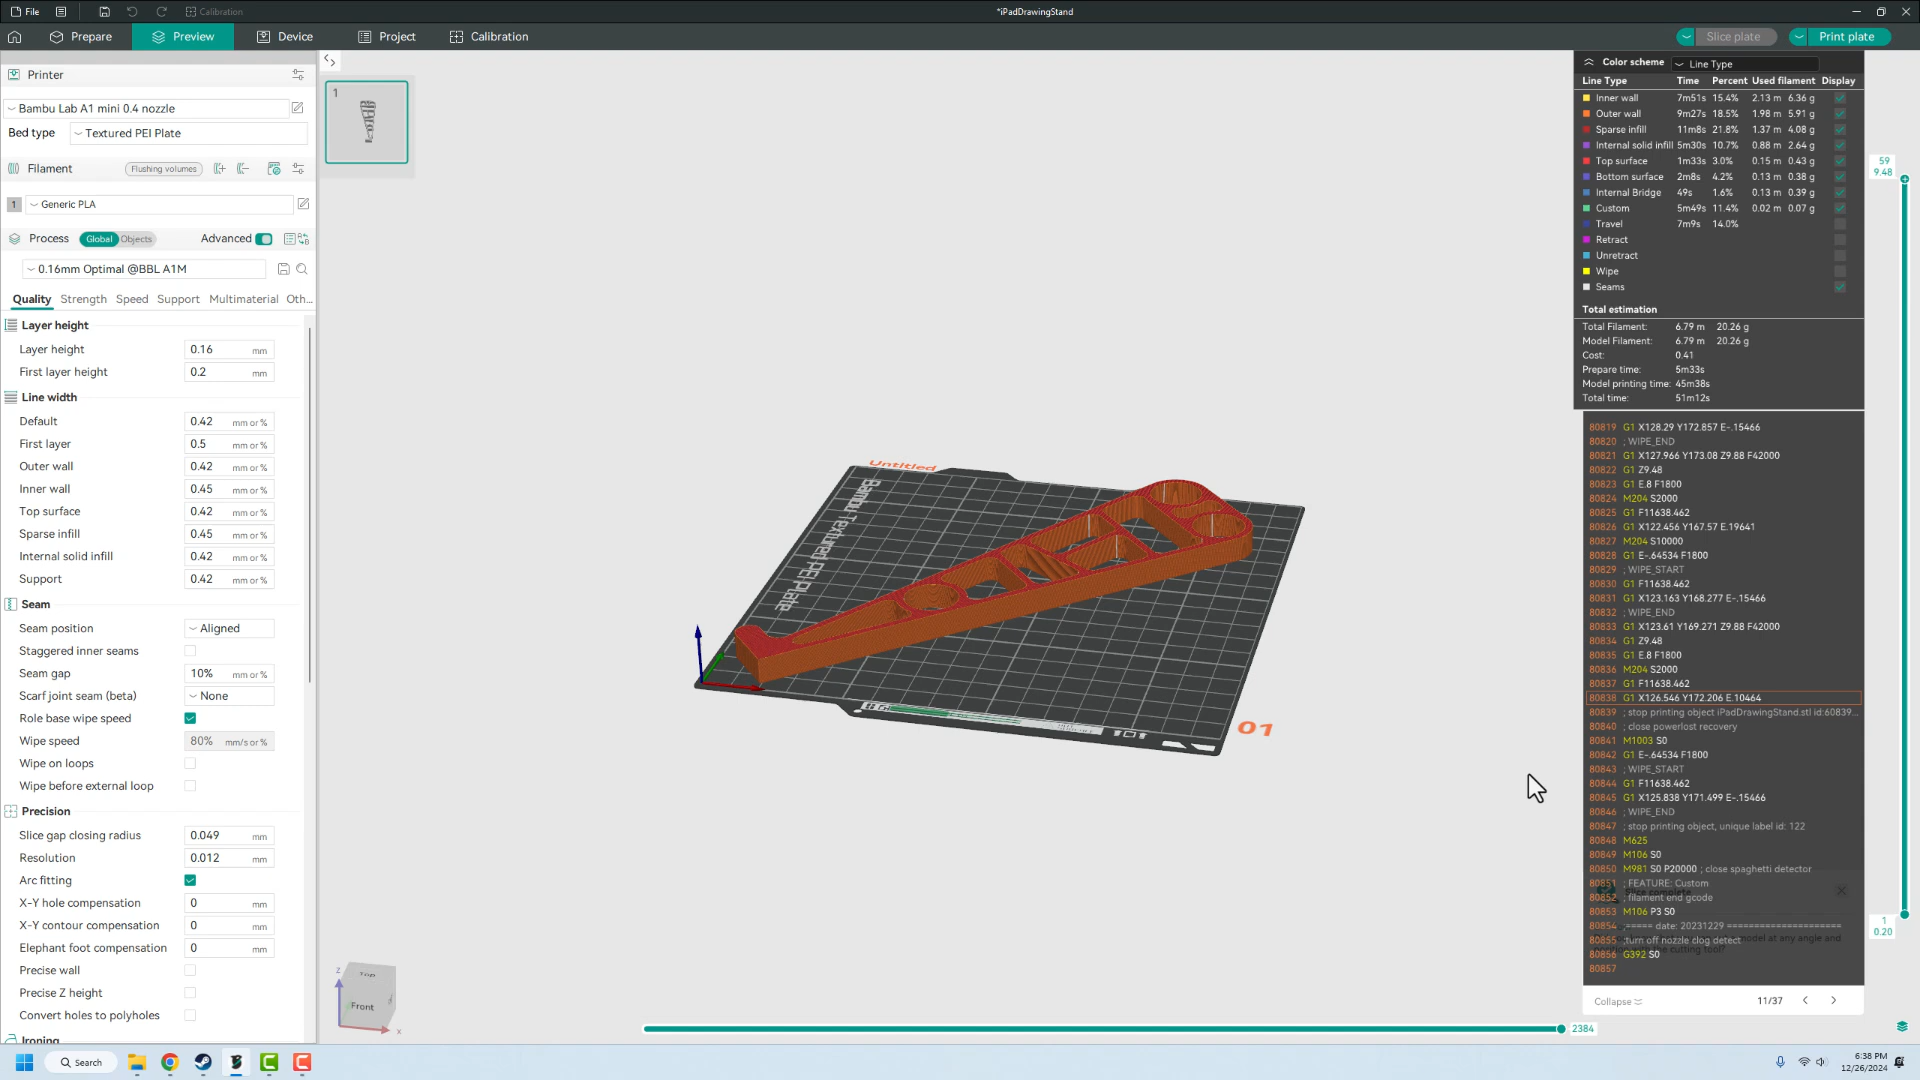 File
Calibration
*iPadDrawingStand
Prepare
Preview
Device
Project
Calibration
Slice plate
Print plate
Printer
Bambu Lab A1 mini 0.4 nozzle
Bed type
Textured PEI Plate
Filament
Flushing volumes
1
Generic PLA
Process
Global
Objects
Advanced
0.16mm Optimal @BBL A1M
Quality
Strength
Speed
Support
Multimaterial
Oth...
Layer height
Layer height 0.16 mm
First layer height 0.2 mm
Line width
Default 0.42 mm or %
First layer 0.5 mm or %
Outer wall 0.42 mm or %
Inner wall 0.45 mm or %
Top surface 0.42 mm or %
Sparse infill 0.45 mm or %
Internal solid infill 0.42 mm or %
Support 0.42 mm or %
Seam
Seam position Aligned
Staggered inner seams
Seam gap 10% mm or %
Scarf joint seam (beta) None
Role base wipe speed
Wipe speed 80% mm/s or %
Wipe on loops
Wipe before external loop
Precision
Slice gap closing radius 0.049 mm
Resolution 0.012 mm
Arc fitting
X-Y hole compensation 0 mm
X-Y contour compensation 0 mm
Elephant foot compensation 0 mm
Precise wall
Precise Z height
Convert holes to polyholes
Ironing
1
Untitled
Bambu Textured PEI Plate
01
Z
Top
Front
x
2384
Color scheme Line Type
Line Type Time Percent Used filament Display
Inner wall 7m51s 15.4% 2.13 m 6.36 g
Outer wall 9m27s 18.5% 1.98 m 5.91 g
Sparse infill 11m8s 21.8% 1.37 m 4.08 g
Internal solid infill 5m30s 10.7% 0.88 m 2.64 g
Top surface 1m33s 3.0% 0.15 m 0.43 g
Bottom surface 2m8s 4.2% 0.13 m 0.38 g
Internal Bridge 49s 1.6% 0.13 m 0.39 g
Custom 5m49s 11.4% 0.02 m 0.07 g
Travel 7m9s 14.0%
Retract
Unretract
Wipe
Seams
Total estimation
Total Filament: 6.79 m 20.26 g
Model Filament: 6.79 m 20.26 g
Cost: 0.41
Prepare time: 5m33s
Model printing time: 45m38s
Total time: 51m12s
80819 G1 X128.29 Y172.857 E-.15466
80820 ; WIPE_END
80821 G1 X127.966 Y173.08 Z9.88 F42000
80822 G1 Z9.48
80823 G1 E.8 F1800
80824 M204 S2000
80825 G1 F11638.462
80826 G1 X122.456 Y167.57 E.19641
80827 M204 S10000
80828 G1 E-.64534 F1800
80829 ; WIPE_START
80830 G1 F11638.462
80831 G1 X123.163 Y168.277 E-.15466
80832 ; WIPE_END
80833 G1 X123.61 Y169.271 Z9.88 F42000
80834 G1 Z9.48
80835 G1 E.8 F1800
80836 M204 S2000
80837 G1 F11638.462
80838 G1 X126.546 Y172.206 E.10464
80839 ; stop printing object iPadDrawingStand.stl id:60839...
80840 ; close powerlost recovery
80841 M1003 S0
80842 G1 E-.64534 F1800
80843 ; WIPE_START
80844 G1 F11638.462
80845 G1 X125.838 Y171.499 E-.15466
80846 ; WIPE_END
80847 ; stop printing object, unique label id: 122
80848 M625
80849 M106 S0
80850 M981 S0 P20000 ; close spaghetti detector
80851 ; FEATURE: Custom
80852 ; filament end gcode
80853 M106 P3 S0
80854 ;===== date: 20231229 =====================
80855 ;turn off nozzle clog detect
80856 G392 S0
80857
Slice complete
model at any angle and
the cutting tool?
Collapse
11/37
59
9.48
1
0.20
Search
6:38 PM
12/26/2024